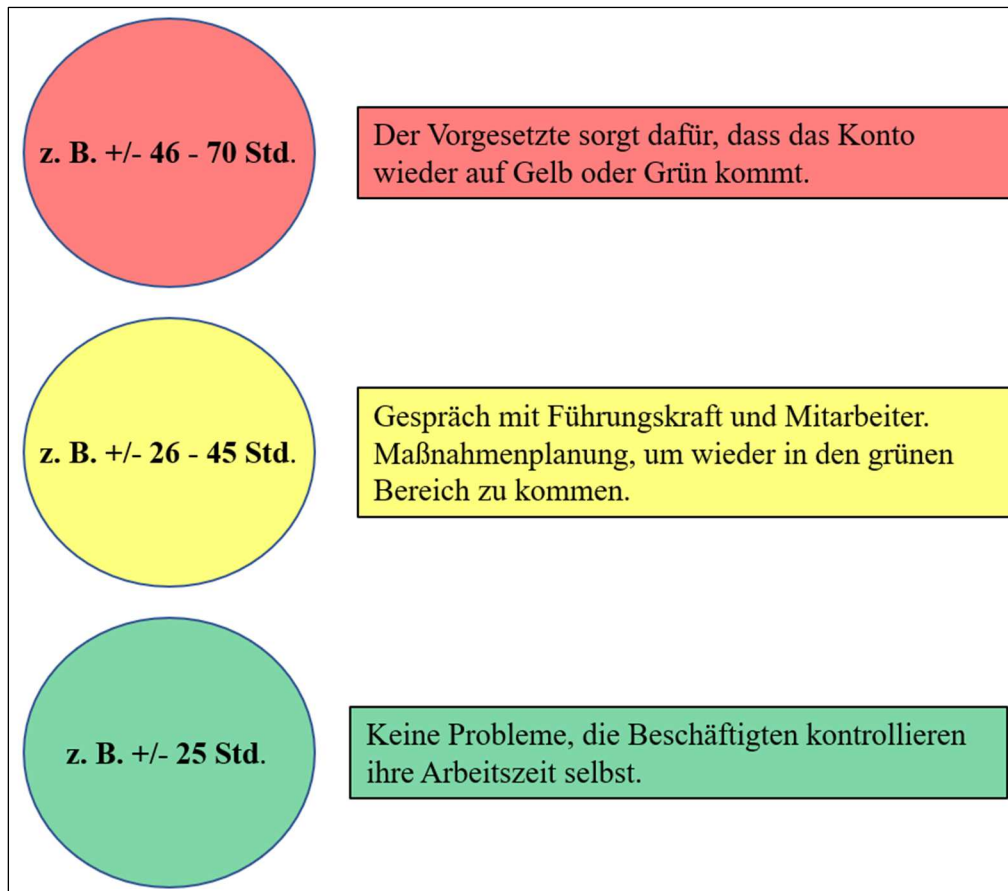 z. B. +/- 46 - 70 Std.
Der Vorgesetzte sorgt dafür, dass das Konto
wieder auf Gelb oder Grün kommt.
z. B. +/- 26 - 45 Std.
Gespräch mit Führungskraft und Mitarbeiter.
Maßnahmenplanung, um wieder in den grünen
Bereich zu kommen.
z. B. +/- 25 Std.
Keine Probleme, die Beschäftigten kontrollieren
ihre Arbeitszeit selbst.